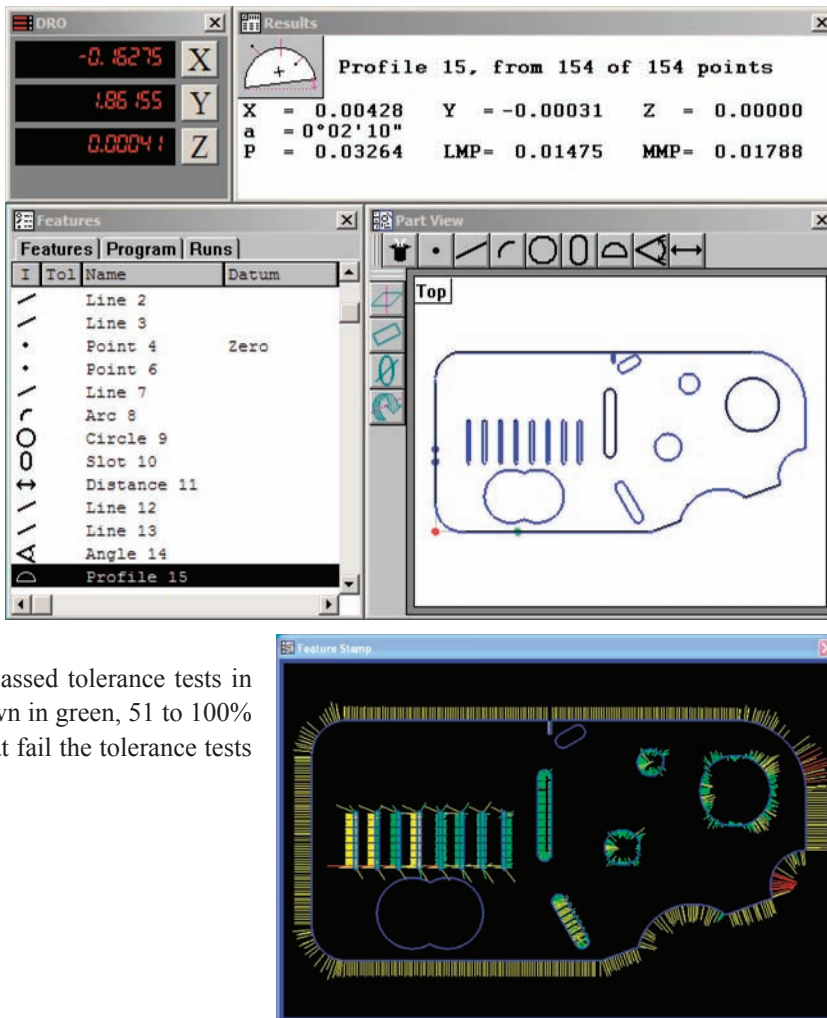 DRO
-0.16275 X
1.86155 Y
0.00041 Z
Results
Profile 15, from 154 of 154 points
X = 0.00428 Y =-0.00031 Z = 0.00000
a = 0°02'10"
P = 0.03264 LMP= 0.01475 MMP= 0.01788
Features
Features Program Runs
I Tol Name Datum
Line 2
Line 3
Point 4 Zero
Point 6
Line 7
Arc 8
Circle 9
Slot 10
Distance 11
Line 12
Line 13
Angle 14
Profile 15
Part View
Top
assed tolerance tests in
vn in green, 51 to 100%
at fail the tolerance tests
Feature Stamp